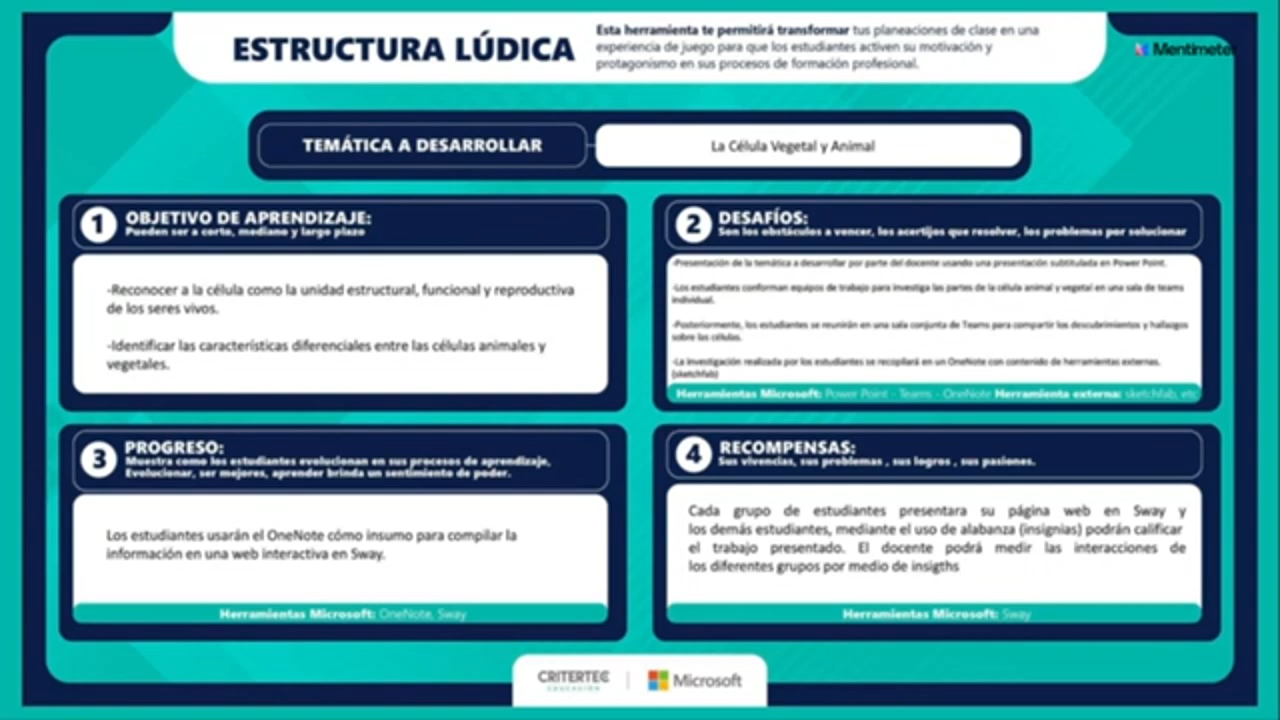 ESTRUCTURA LÚDICA
Esta herramienta te permitirá transformar tus planeaciones de clase en una
experiencia de juego para que los estudiantes activen su motivación y
protagonismo en sus procesos de formación profesional.
Mentimeter
TEMÁTICA A DESARROLLAR
La Célula Vegetal y Animal
1
OBJETIVO DE APRENDIZAJE:
Pueden ser a corto, mediano y largo plazo
-Reconocer a la célula como la unidad estructural, funcional y reproductiva
de los seres vivos.
-Identificar las características diferenciales entre las células animales y
vegetales.
2
DESAFÍOS:
Son los obstáculos a vencer, los acertijos que resolver, los problemas por solucionar
-Presentación de la temática a desarrollar por parte del docente usando una presentación subtitulada en Power Point.
-Los estudiantes conforman equipos de trabajo para investiga las partes de la célula animal y vegetal en una sala de teams
individual.
-Posteriormente, los estudiantes se reunirán en una sala conjunta de Teams para compartir los descubrimientos y hallazgos
sobre las células.
-La investigación realizada por los estudiantes se recopilará en un OneNote con contenido de herramientas externas.
(sketchfab)
Herramientas Microsoft: Power Point - Teams - OneNote Herramienta externa: sketchfab, etc
3
PROGRESO:
Muestra como los estudiantes evolucionan en sus procesos de aprendizaje,
Evolucionar, ser mejores, aprender brinda un sentimiento de poder.
Los estudiantes usarán el OneNote cómo insumo para compilar la
información en una web interactiva en Sway.
Herramientas Microsoft: OneNote, Sway
4
RECOMPENSAS:
Sus vivencias, sus problemas , sus logros , sus pasiones.
Cada grupo de estudiantes presentara su página web en Sway y
los demás estudiantes, mediante el uso de alabanza (insignias) podrán calificar
el trabajo presentado. El docente podrá medir las interacciones de
los diferentes grupos por medio de insigths
Herramientas Microsoft: Sway
CRITERTEC
EDUCACIÓN
Microsoft